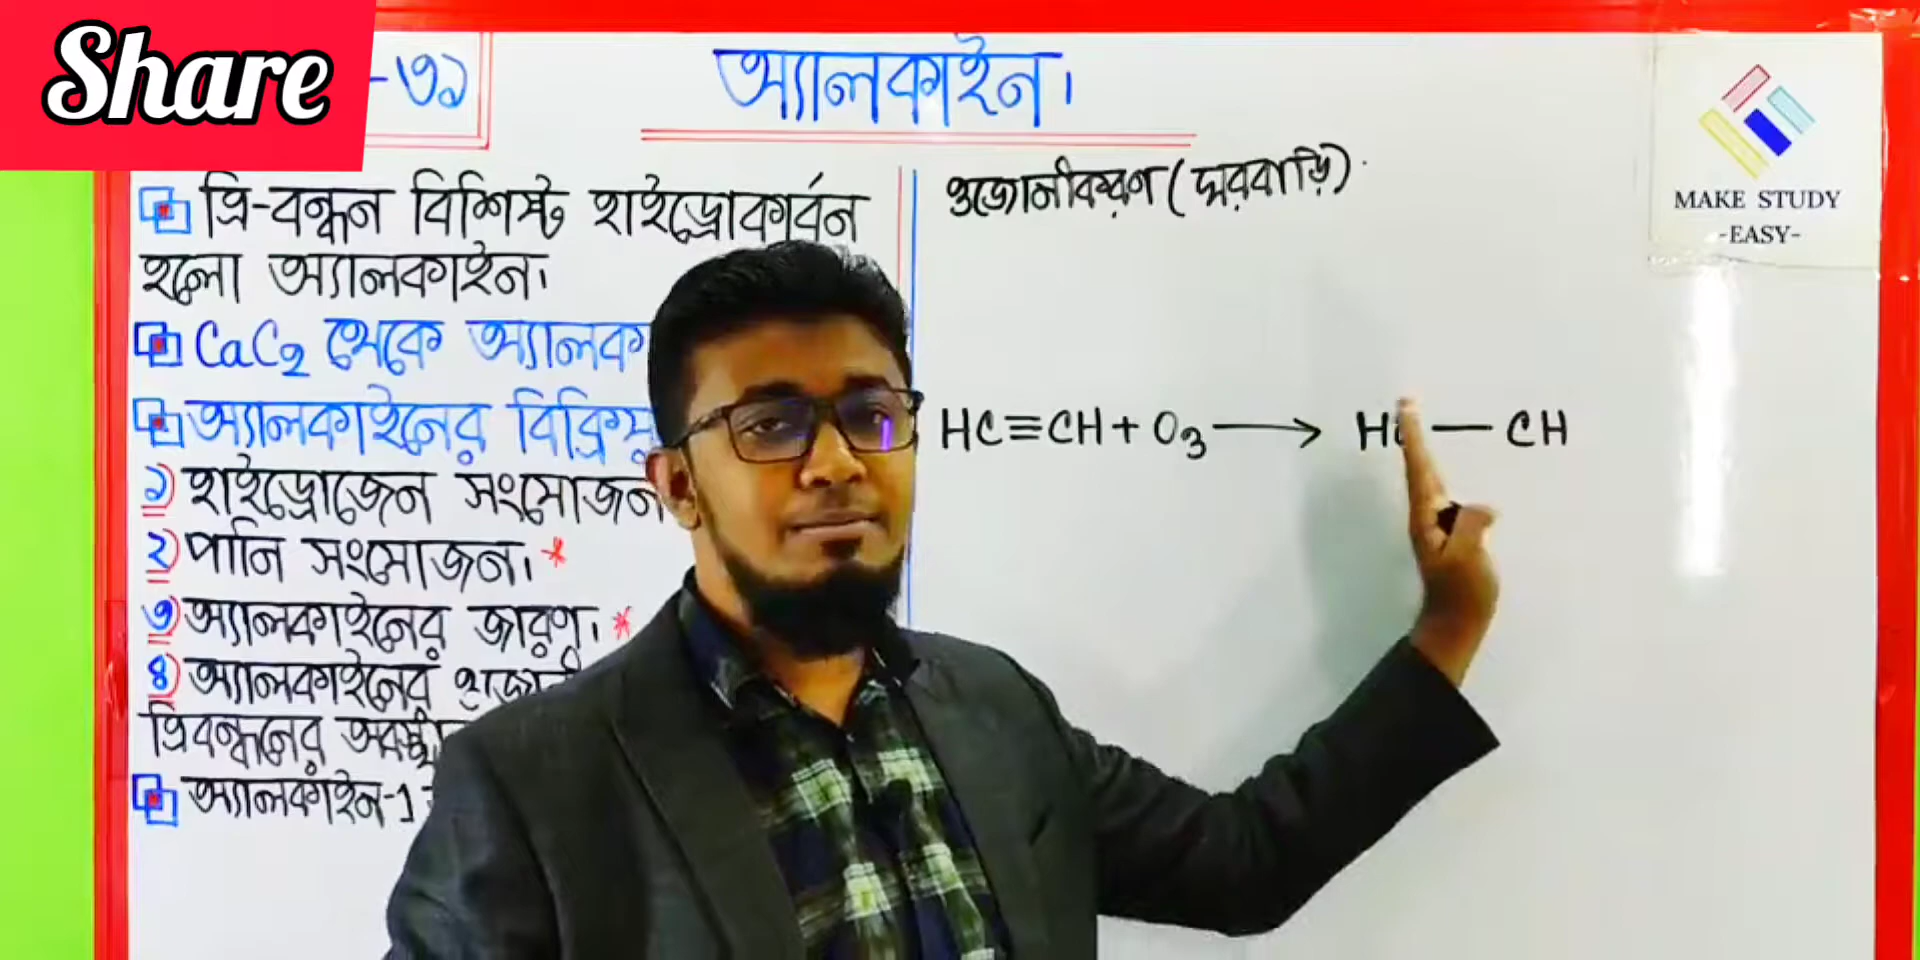 Share
-৩১
অ্যালকাইন।
MAKE STUDY
-EASY-
ত্রি-বন্ধন বিশিষ্ট হাইড্রোকার্বন
হলো অ্যালকাইন।
CaC2 থেকে অ্যালক
অ্যালকাইনের বিক্রিয়
১) হাইড্রোজেন সংযোজন
২) পানি সংযোজন। *
৩) অ্যালকাইনের জারণ। *
৪) অ্যালকাইনের ওজোনী
ত্রিবন্ধনের অবস্থা
অ্যালকাইন-1
ওজোনীকরণ (ঘরবাড়ি)
HC≡CH + O3 → HC — CH